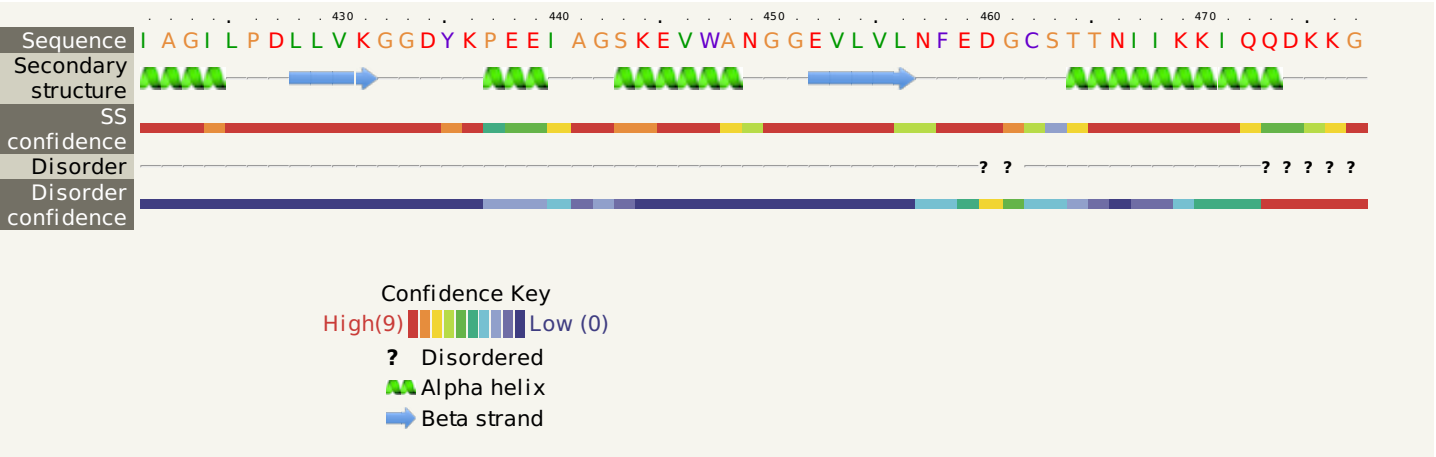 430 440 450 460 470
Sequence I A G I L P D L L V K G G D Y K P E E I A G S K E V W A N G G E V L V L N F E D G C S T T N I I K K I Q Q D K K G
Secondary
structure
SS
confidence
Disorder ? ? ? ? ? ? ?
Disorder
confidence
Confidence Key
High(9) Low (0)
? Disordered
Alpha helix
Beta strand